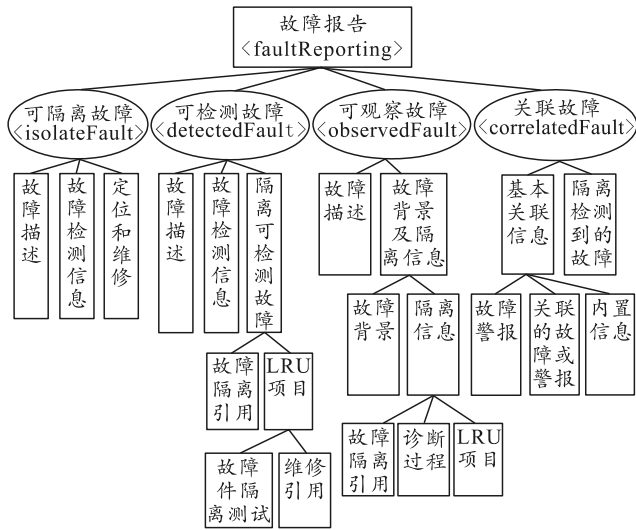 故障报告
<faultReporting>
可隔离故障
<isolateFault>
可检测故障
<detectedFault>
可观察故障
<observedFault>
关联故障
<correlatedFault>
故障描述
故障检测信息
定位和维修
故障描述
故障检测信息
隔离可检测故障
故障
描述
故障
背景
及隔
离信息
基本
关联
信息
隔离
检测
到的
故障
故障
背景
隔离
信息
故障
警报
关联
的故
障或
警报
内置
信息
故障
隔离
引用
LRU
项目
故障
隔离
引用
诊断
过程
LRU
项目
故障
件隔
离测试
维修
引用